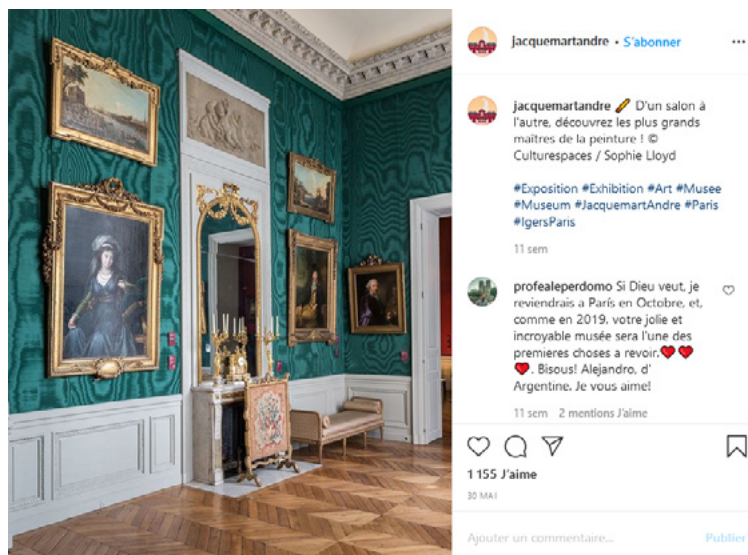 jacquemartandre • S'abonner
jacquemartandre D'un salon à
l'autre, découvrez les plus grands
maîtres de la peinture ! ©
Culturespaces / Sophie Lloyd
#Exposition #Exhibition #Art #Musee
#Museum #JacquemartAndre #Paris
#IgersParis
11 sem
profealeperdomo Si Dieu veut, je
reviendrais a París en Octobre, et,
comme en 2019, votre jolie et
incroyable musée sera l'une des
premieres choses a revoir.❤❤
❤. Bisous! Alejandro, d'
Argentine. Je vous aime!
11 sem 2 mentions J'aime
1 155 J'aime
30 MAI
Ajouter un commentaire... Publier